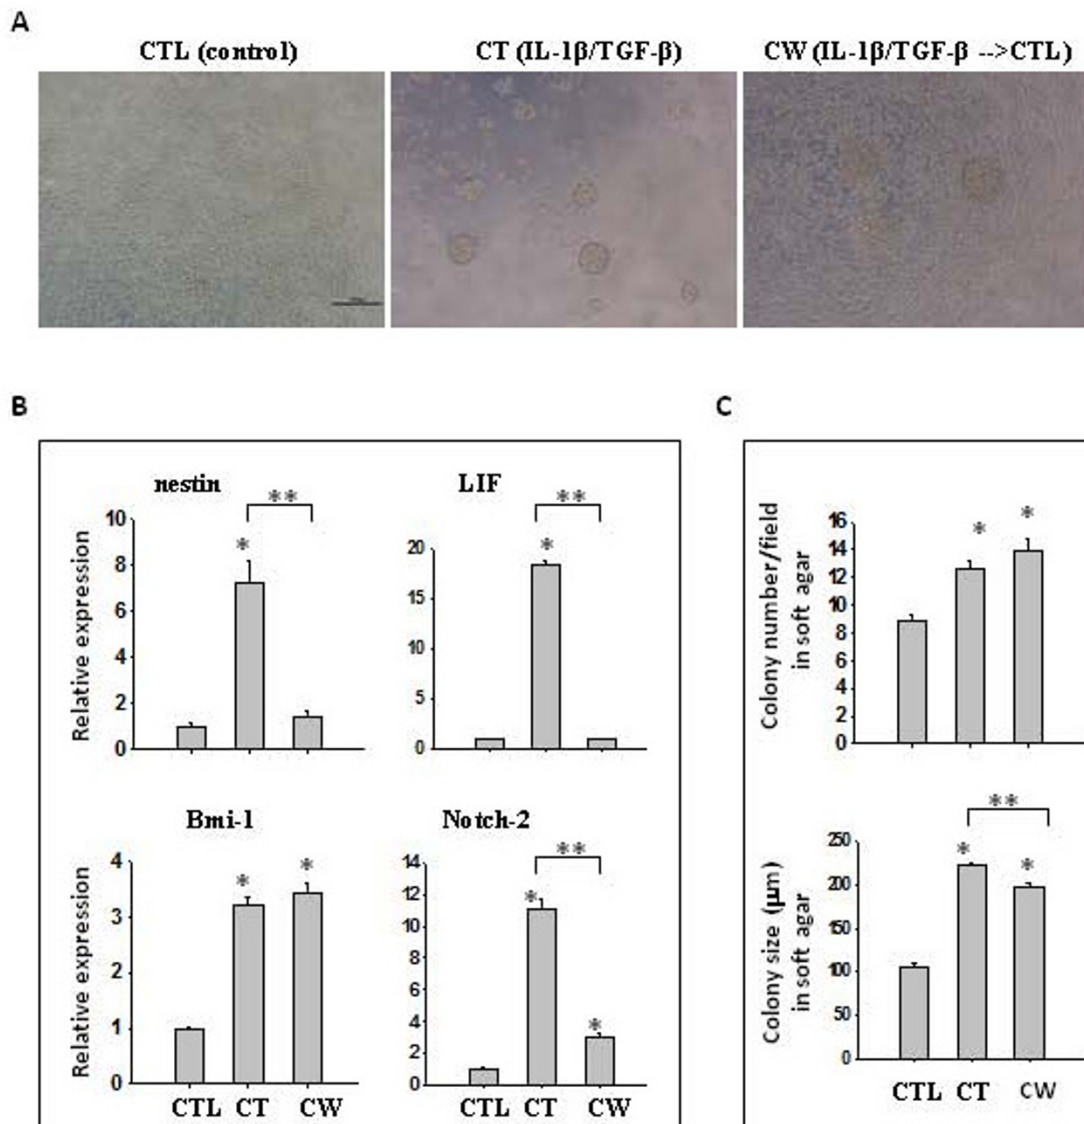 A
CTL (control)
CT (IL-1β/TGF-β)
CW (IL-1β/TGF-β -->CTL)
B
C
nestin
**
*
Relative expression
10
8
6
4
2
0
LIF
**
*
20
15
10
5
0
Colony number/field
in soft agar
*
*
16
14
12
10
8
6
4
2
0
Bmi-1
*
*
Relative expression
4
3
2
1
0
CTL CT CW
Notch-2
**
*
*
14
12
10
8
6
4
2
0
CTL CT CW
Colony size (µm)
in soft agar
**
*
*
250
200
150
100
50
0
CTL CT CW